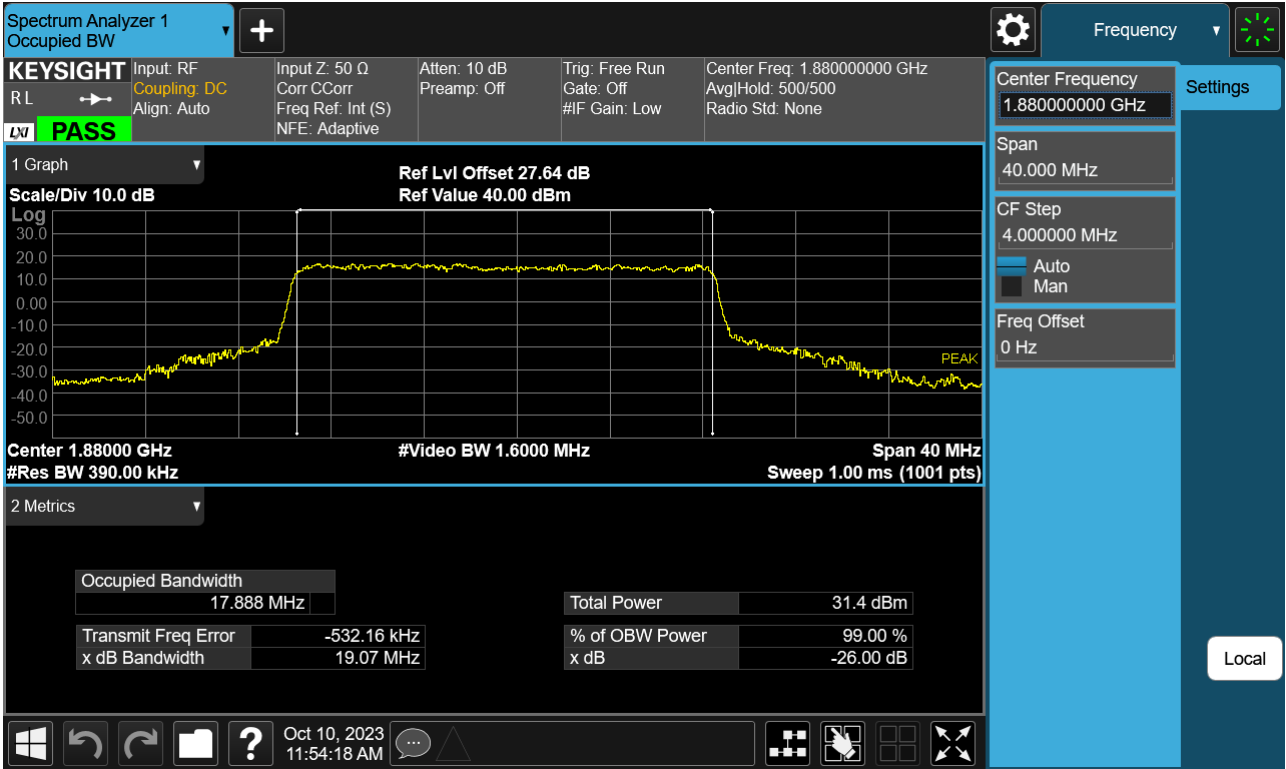 Spectrum Analyzer 1
Occupied BW
Frequency
KEYSIGHT
R L
LXI
PASS
Input: RF
Coupling: DC
Align: Auto
Input Z: 50 Ω
Corr CCorr
Freq Ref: Int (S)
NFE: Adaptive
Atten: 10 dB
Preamp: Off
Trig: Free Run
Gate: Off
#IF Gain: Low
Center Freq: 1.880000000 GHz
Avg|Hold: 500/500
Radio Std: None
Center Frequency
1.880000000 GHz
Settings
Span
40.000 MHz
CF Step
4.000000 MHz
Auto
Man
Freq Offset
0 Hz
Local
1 Graph
Scale/Div 10.0 dB
Ref Lvl Offset 27.64 dB
Ref Value 40.00 dBm
Log
30.0
20.0
10.0
0.00
-10.0
-20.0
-30.0
-40.0
-50.0
PEAK
Center 1.88000 GHz
#Video BW 1.6000 MHz
Span 40 MHz
#Res BW 390.00 kHz
Sweep 1.00 ms (1001 pts)
2 Metrics
Occupied Bandwidth
17.888 MHz
Total Power 31.4 dBm
Transmit Freq Error -532.16 kHz
% of OBW Power 99.00 %
x dB Bandwidth 19.07 MHz
x dB -26.00 dB
Oct 10, 2023
11:54:18 AM